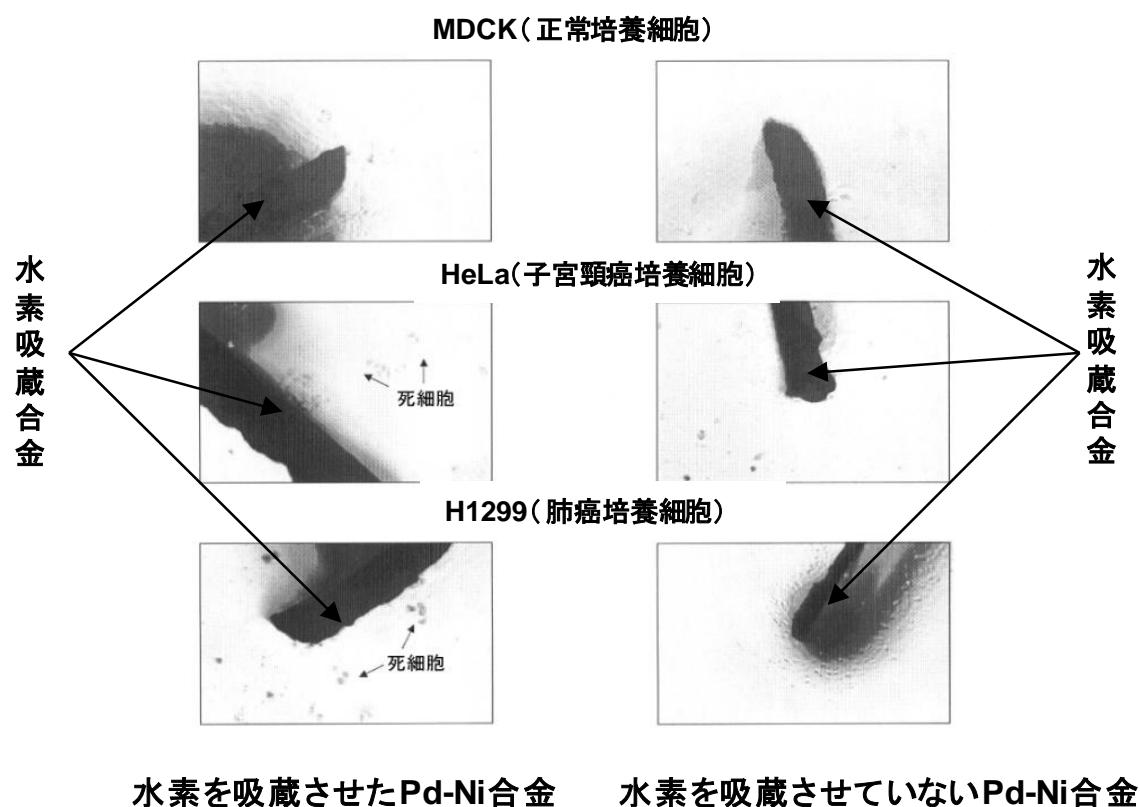 MDCK(正常培養細胞)
水素吸蔵合金
HeLa(子宮頸癌培養細胞)
水素吸蔵合金
死細胞
H1299(肺癌培養細胞)
死細胞
水素を吸蔵させたPd-Ni合金
水素を吸蔵させていないPd-Ni合金